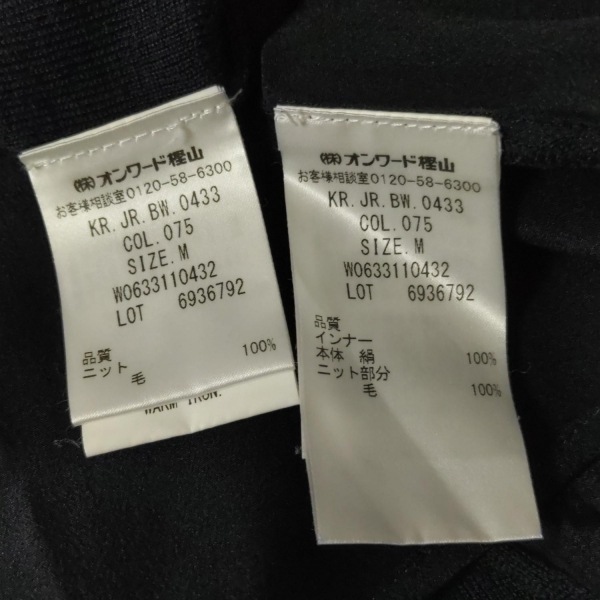 ㈱オンワード樫山
お客様相談室0120-58-6300
KR.JR.BW.0433
COL.075
SIZE.M
WO633110432
LOT 6936792
品質
ニット
毛 100%
WARM IRON.
㈱オンワード樫山
お客様相談室0120-58-6300
KR.JR.BW.0433
COL.075
SIZE.M
WO633110432
LOT 6936792
品質
インナー
本体 絹 100%
ニット部分
毛 100%